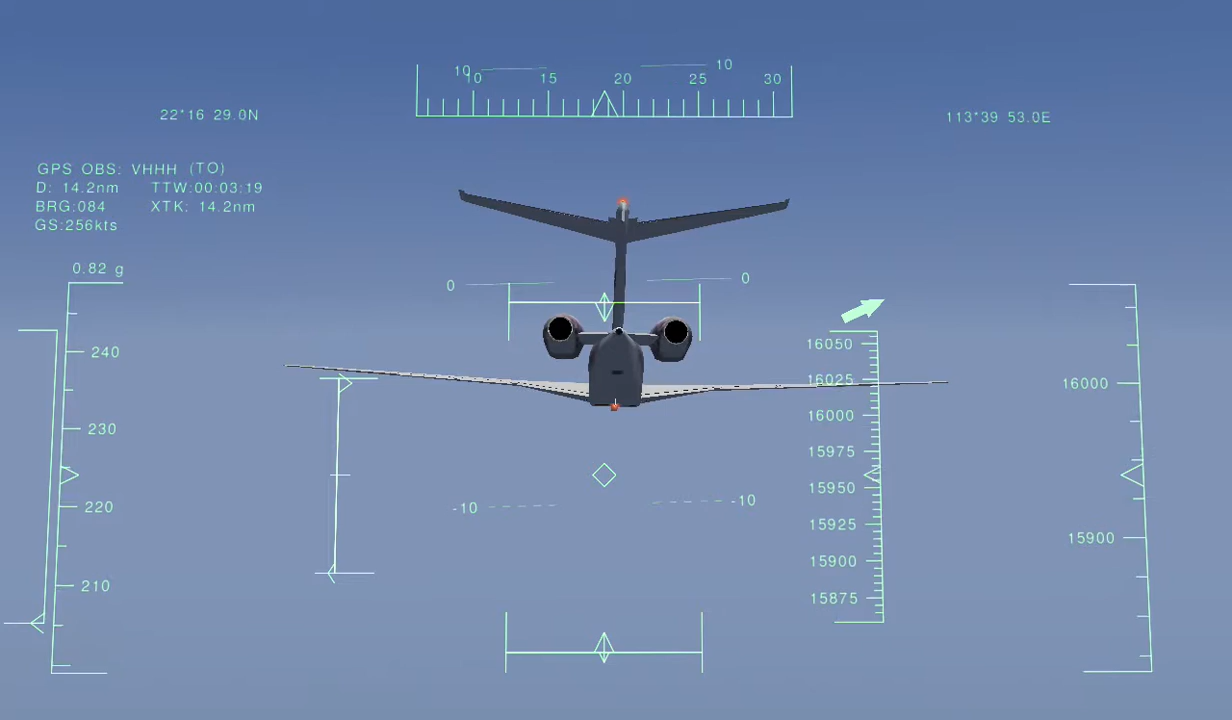 10 10
10 15 20 25 30
22*16 29.0N 113*39 53.0E
GPS OBS: VHHH (TO)
D: 14.2nm TTW:00:03:19
BRG:084 XTK: 14.2nm
GS:256kts
0.82 g
0 0
240
230
220
210
16050
16025
16000
15975
15950
15925
15900
15875
16000
15900
-10 -10